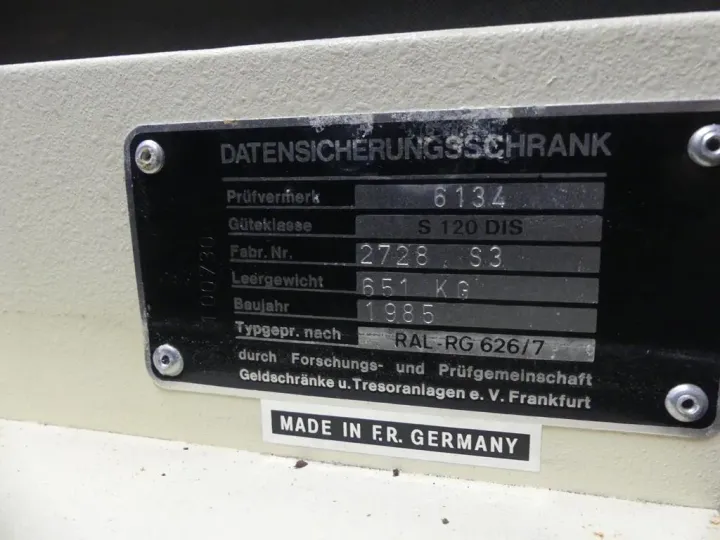 DATENSICHERUNGSSCHRANK
Prüfvermerk 6134
Güteklasse S 120 DIS
Fabr. Nr. 2728 S3
Leergewicht 651 KG
Baujahr 1985
Typgepr. nach RAL-RG 626/7
durch Forschungs- und Prüfgemeinschaft
Geldschränke u. Tresoranlagen e. V. Frankfurt
MADE IN F.R. GERMANY